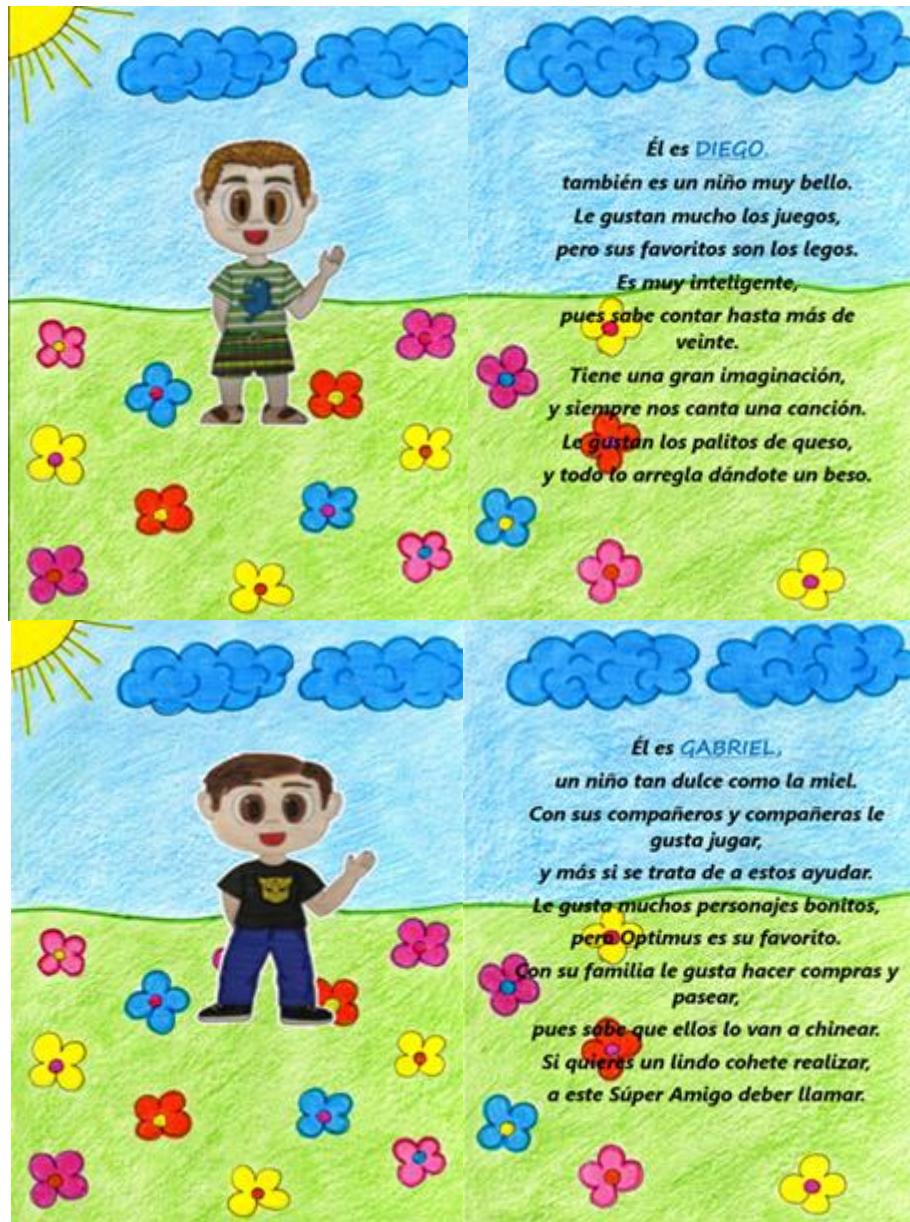 Él es DIEGO.
también es un niño muy bello.
Le gustan mucho los juegos,
pero sus favoritos son los legos.
Es muy inteligente,
pues sabe contar hasta más de
veinte.
Tiene una gran imaginación,
y siempre nos canta una canción.
Le gustan los palitos de queso,
y todo lo arregla dándote un beso.
Él es GABRIEL,
un niño tan dulce como la miel.
Con sus compañeros y compañeras le
gusta jugar,
y más si se trata de a estos ayudar.
Le gusta muchos personajes bonitos,
pero Optimus es su favorito.
Con su familia le gusta hacer compras y
pasear,
pues sabe que ellos lo van a chinear.
Si quieres un lindo cohete realizar,
a este Súper Amigo deber llamar.